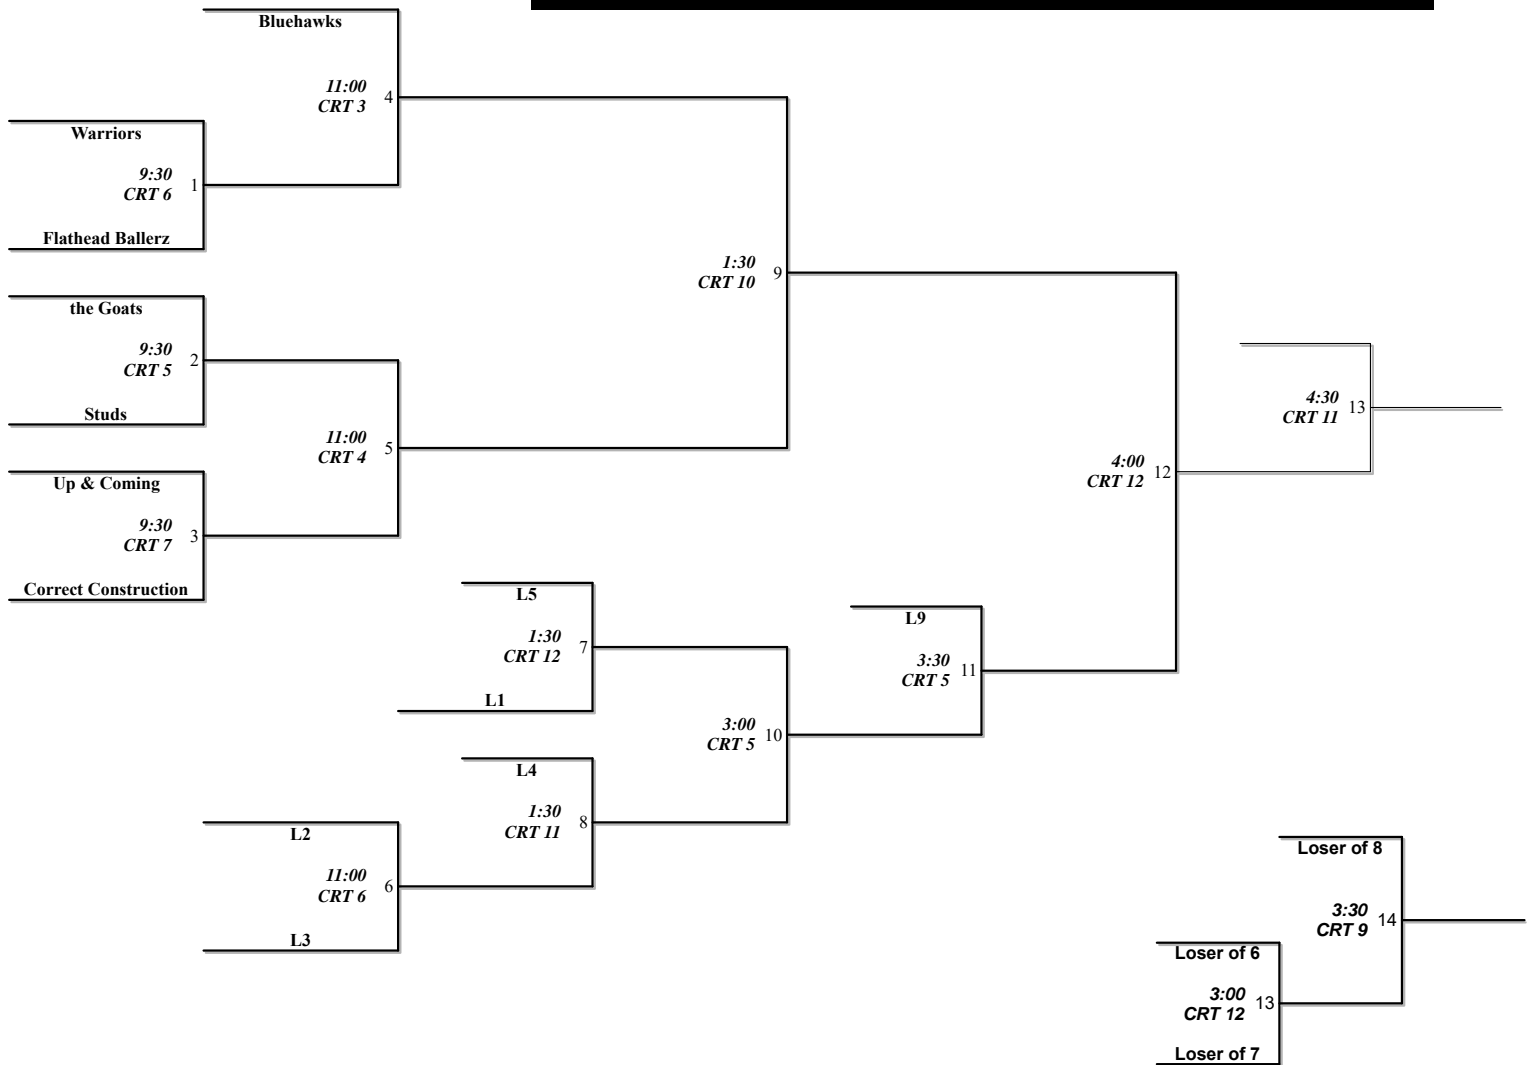 Bluehawks
11:00
CRT 3
4
Warriors
9:30
CRT 6
1
Flathead Ballerz
the Goats
9:30
CRT 5
2
Studs
11:00
CRT 4
5
Up & Coming
9:30
CRT 7
3
Correct Construction
1:30
CRT 10
9
4:30
CRT 11
13
4:00
CRT 12
12
L5
1:30
CRT 12
7
L1
L9
3:30
CRT 5
11
3:00
CRT 5
10
L4
1:30
CRT 11
8
L2
11:00
CRT 6
6
L3
Loser of 8
3:30
CRT 9
14
Loser of 6
3:00
CRT 12
13
Loser of 7